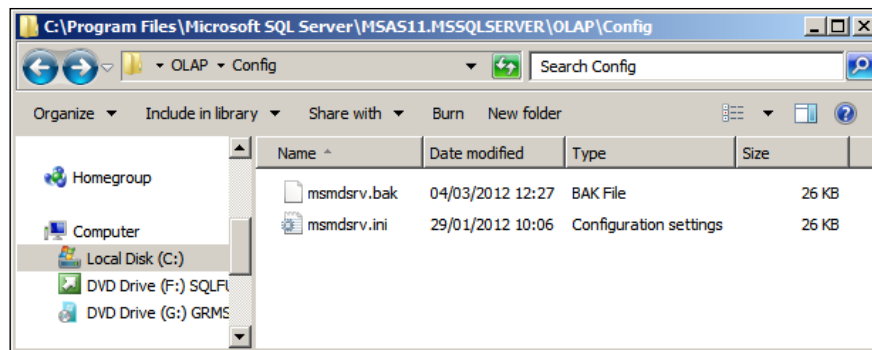 C:\Program Files\Microsoft SQL Server\MSAS11.MSSQLSERVER\OLAP\Config
OLAP Config
Search Config
Organize Include in library Share with Burn New folder
Name Date modified Type Size
Homegroup
msmdsrv.bak 04/03/2012 12:27 BAK File 26 KB
msmdsrv.ini 29/01/2012 10:06 Configuration settings 26 KB
Computer
Local Disk (C:)
DVD Drive (F:) SQLFU
DVD Drive (G:) GRMS